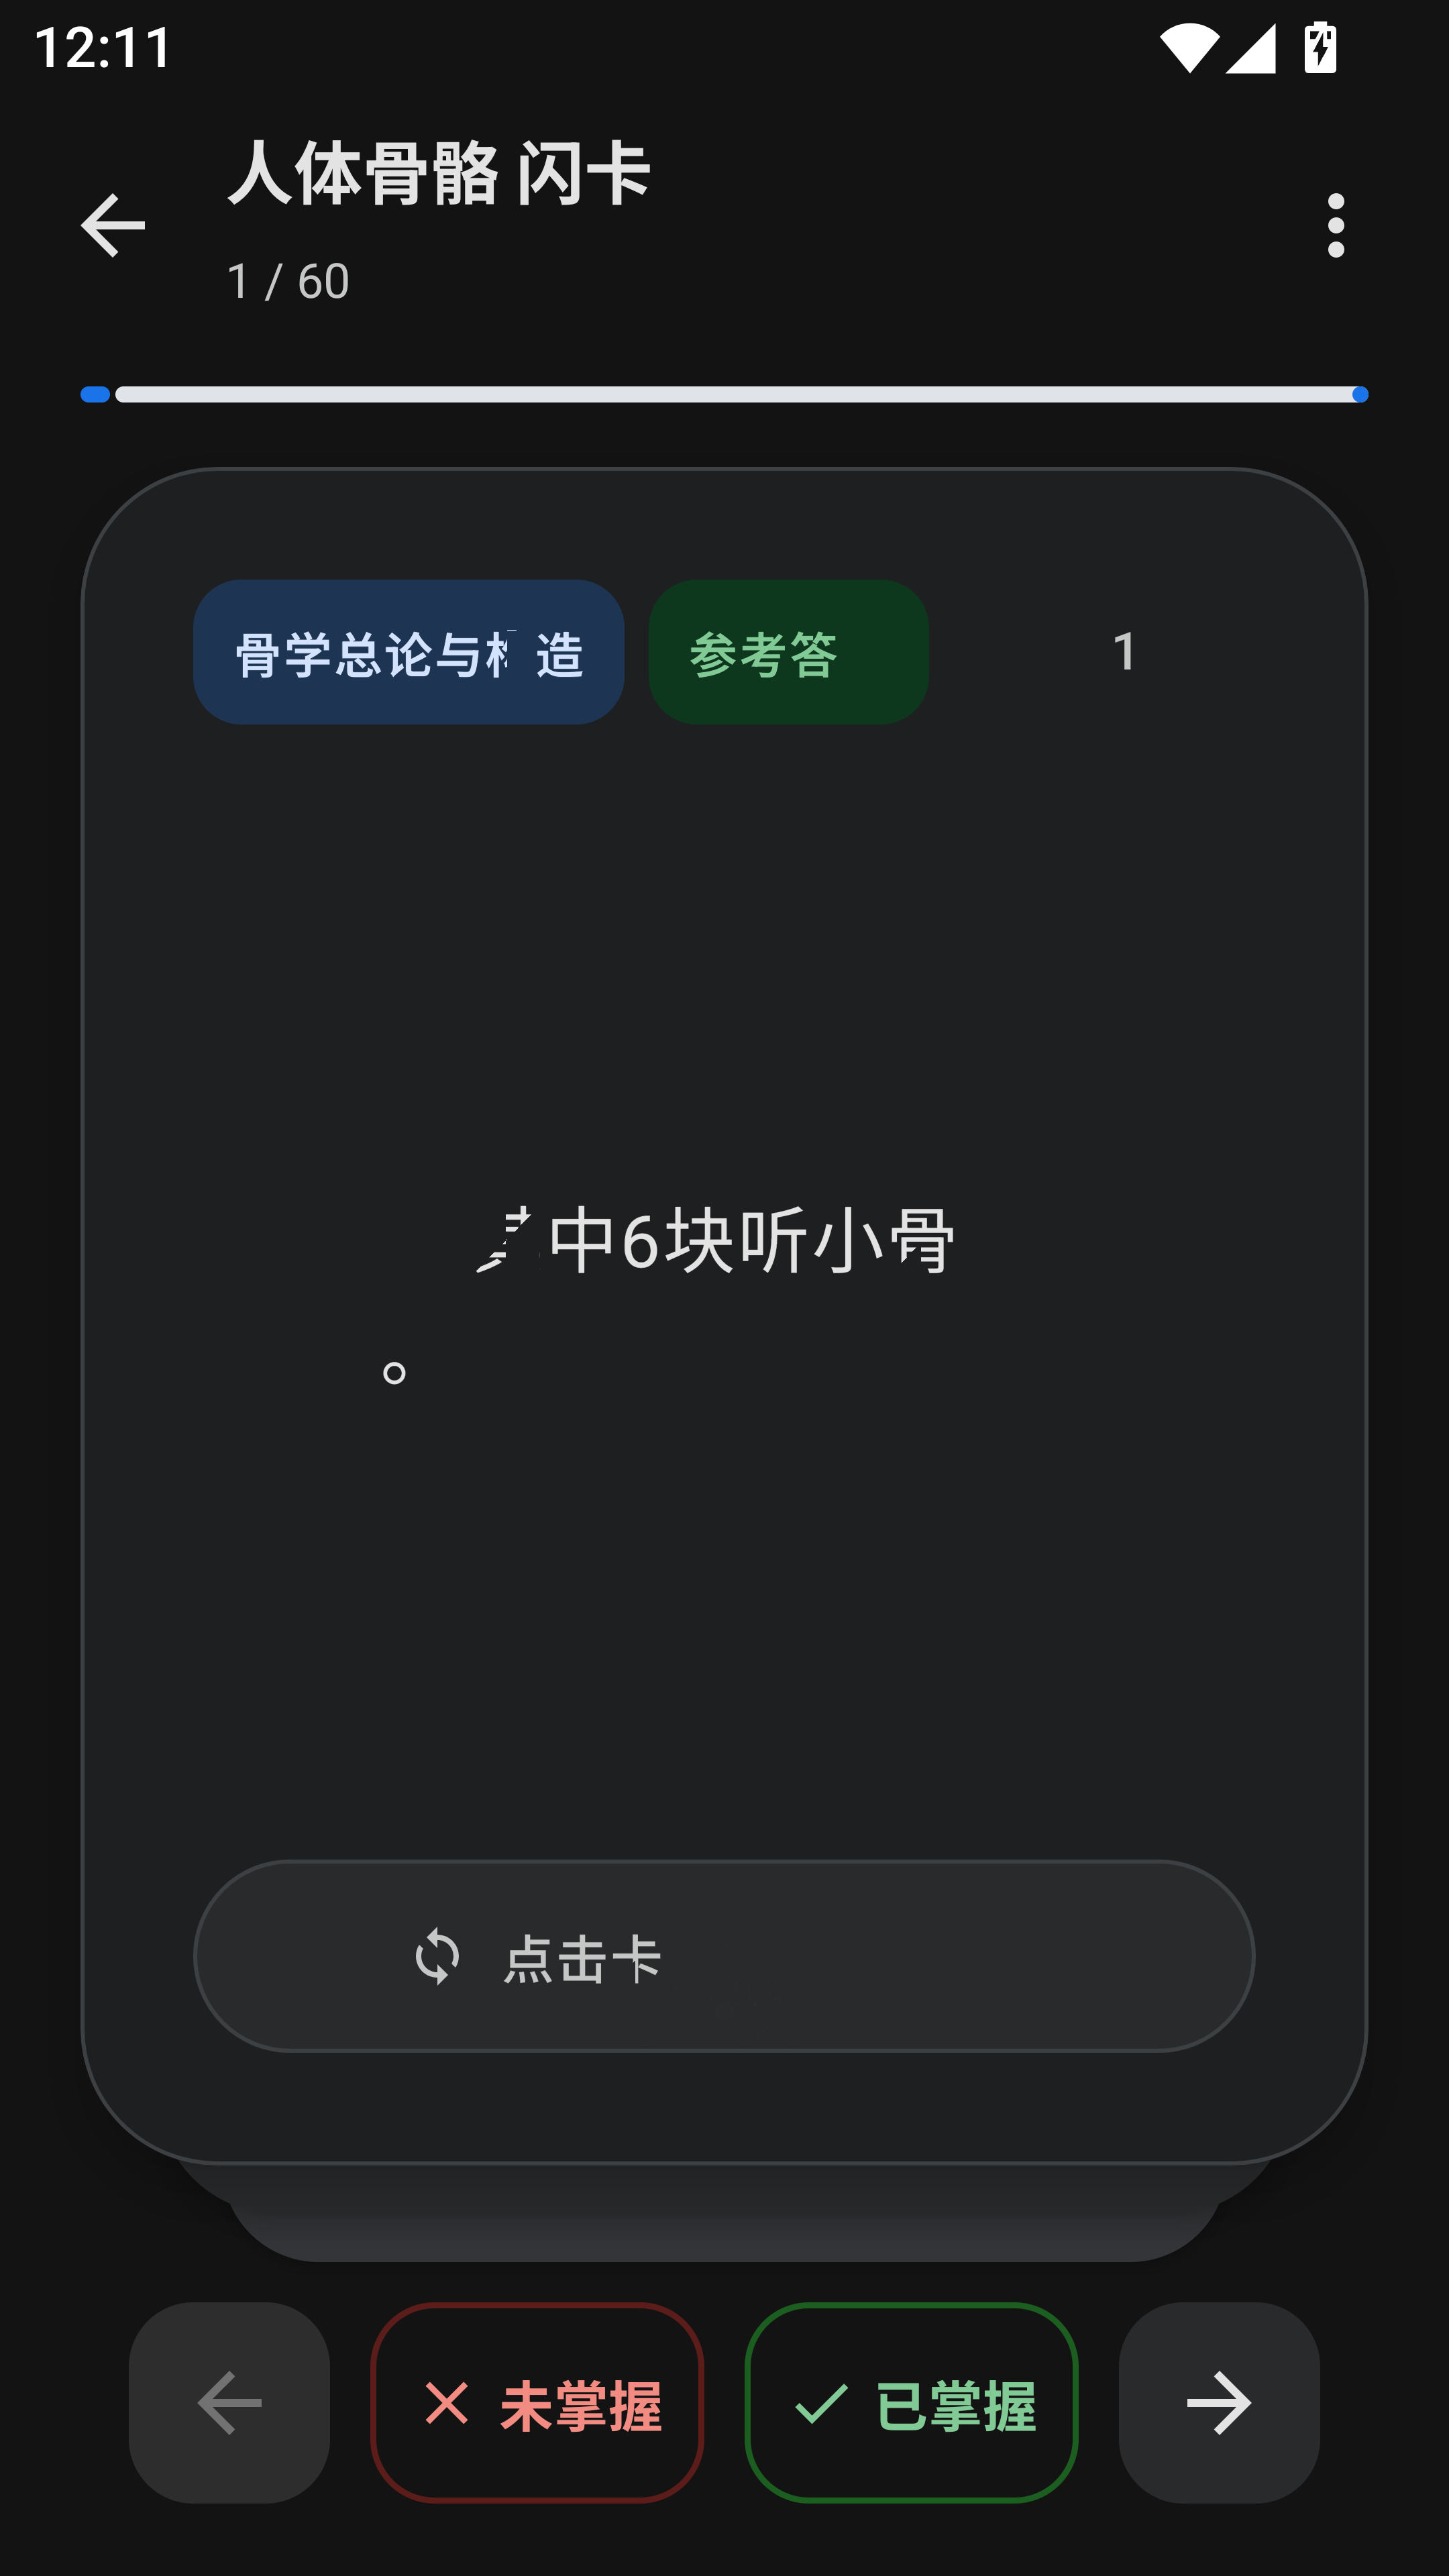 12:11
人体骨骼 闪卡
1 / 60
骨学总论与 造
参考答
1
中6块听小骨
。
点击卡
未掌握
已掌握